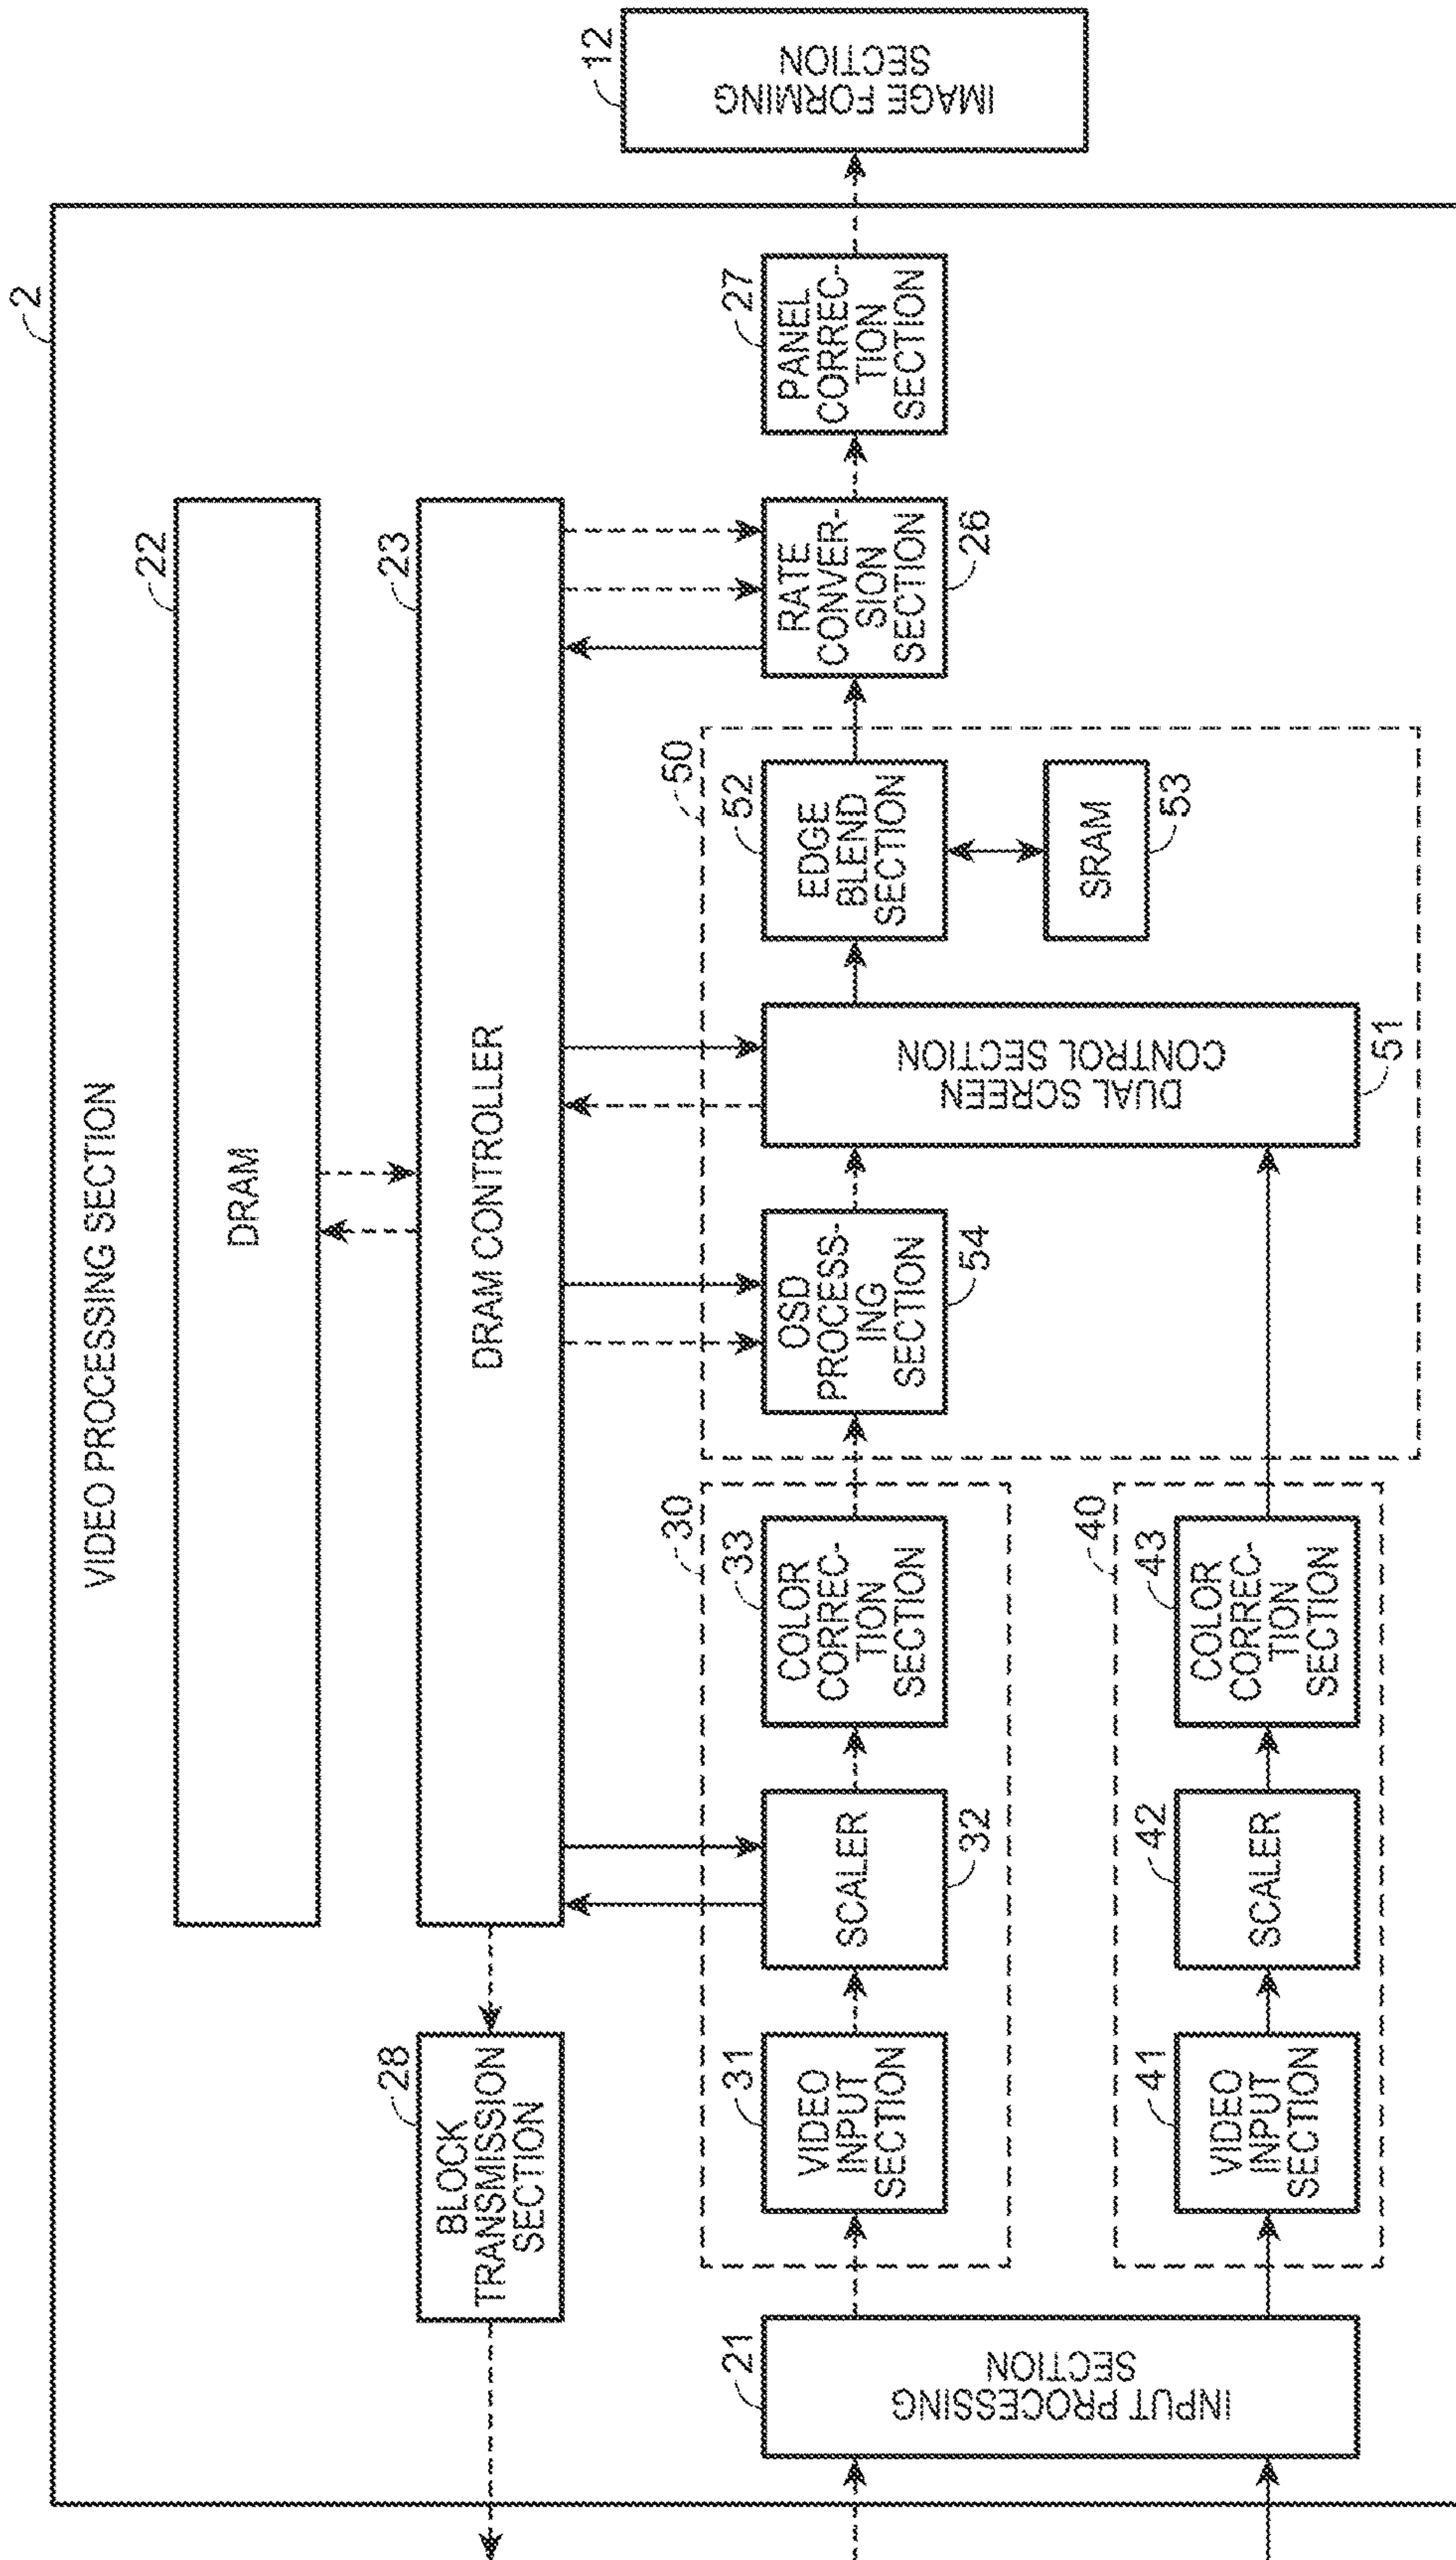 2
VIDEO PROCESSING SECTION
22
DRAM
23
DRAM CONTROLLER
28
BLOCK
TRANSMISSION
SECTION
21
INPUT PROCESSING
SECTION
30
31
VIDEO
INPUT
SECTION
SCALER
32
33
COLOR
CORREC-
TION
SECTION
40
41
VIDEO
INPUT
SECTION
42
SCALER
43
COLOR
CORREC-
TION
SECTION
50
OSD
PROCESS-
ING
SECTION
54
DUAL SCREEN
CONTROL SECTION
51
52
EDGE
BLEND
SECTION
SRAM
53
RATE
CONVER-
SION
SECTION
26
27
PANEL
CORREC-
TION
SECTION
12
IMAGE FORMING
SECTION